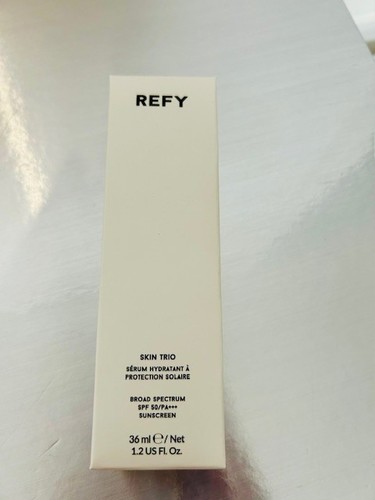 REFY
SKIN TRIO
SÉRUM HYDRATANT À
PROTECTION SOLAIRE
BROAD SPECTRUM
SPF 50/PA+++
SUNSCREEN
36 ml ℮/ Net
1.2 US Fl. Oz.